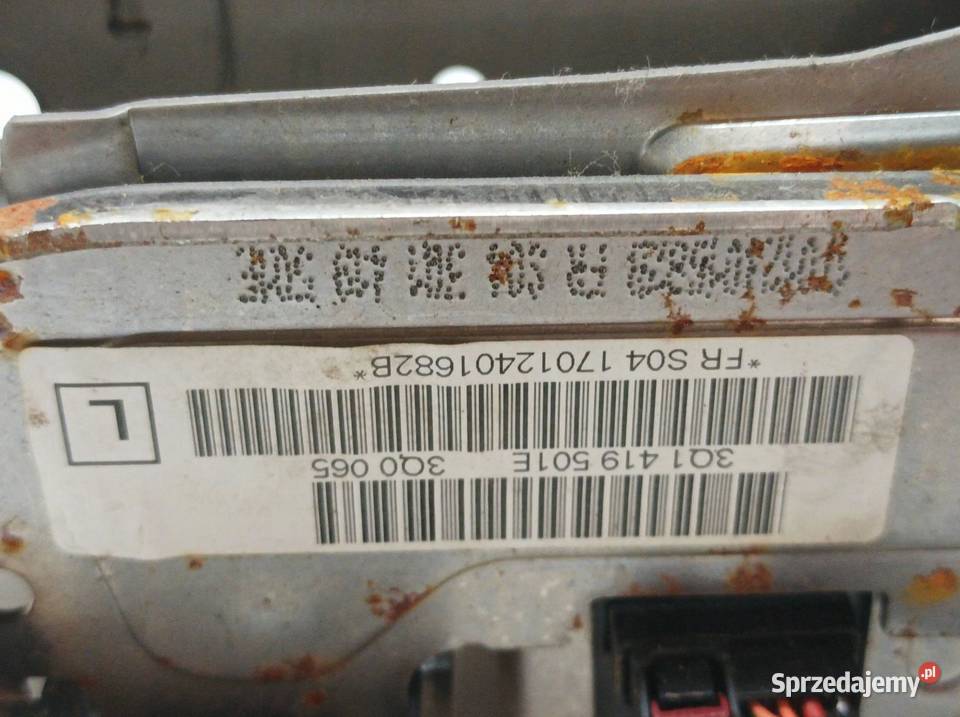 *FR S04 17012401682B*
3Q1 419 501E 3Q0 065
L
Sprzedajemy.pl